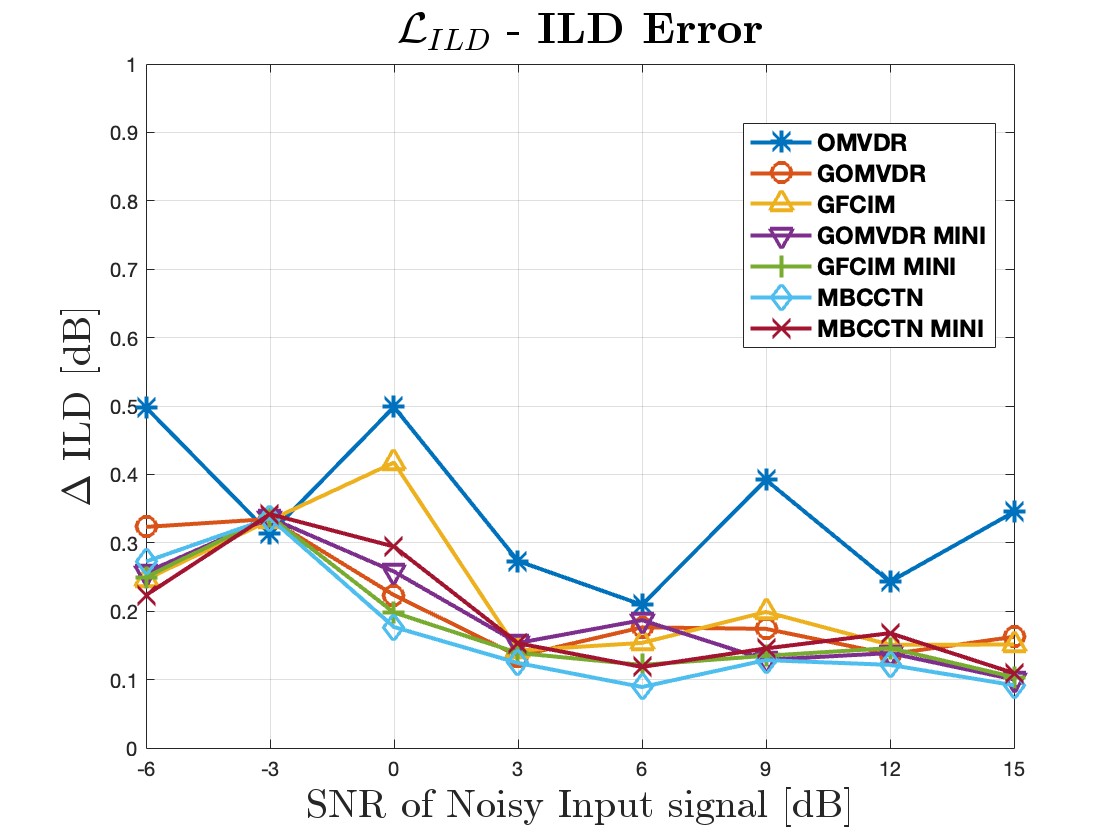 ℒ_ILD - ILD Error
1
0.9
0.8
0.7
0.6
0.5
0.4
0.3
0.2
0.1
0
Δ ILD [dB]
OMVDR
GOMVDR
GFCIM
GOMVDR MINI
GFCIM MINI
MBCCTN
MBCCTN MINI
-6 -3 0 3 6 9 12 15
SNR of Noisy Input signal [dB]